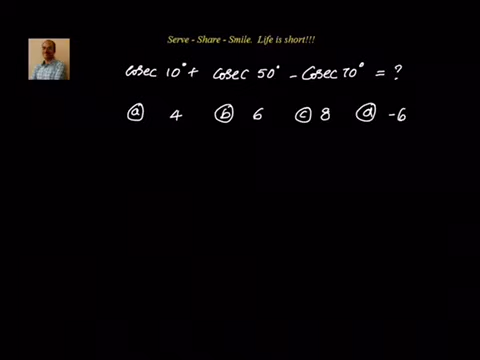 Serve - Share - Smile. Life is short!!!
Cosec 10° + Cosec 50° - Cosec 70° = ?
ⓐ 4 ⓑ 6 ⓒ 8 ⓓ -6